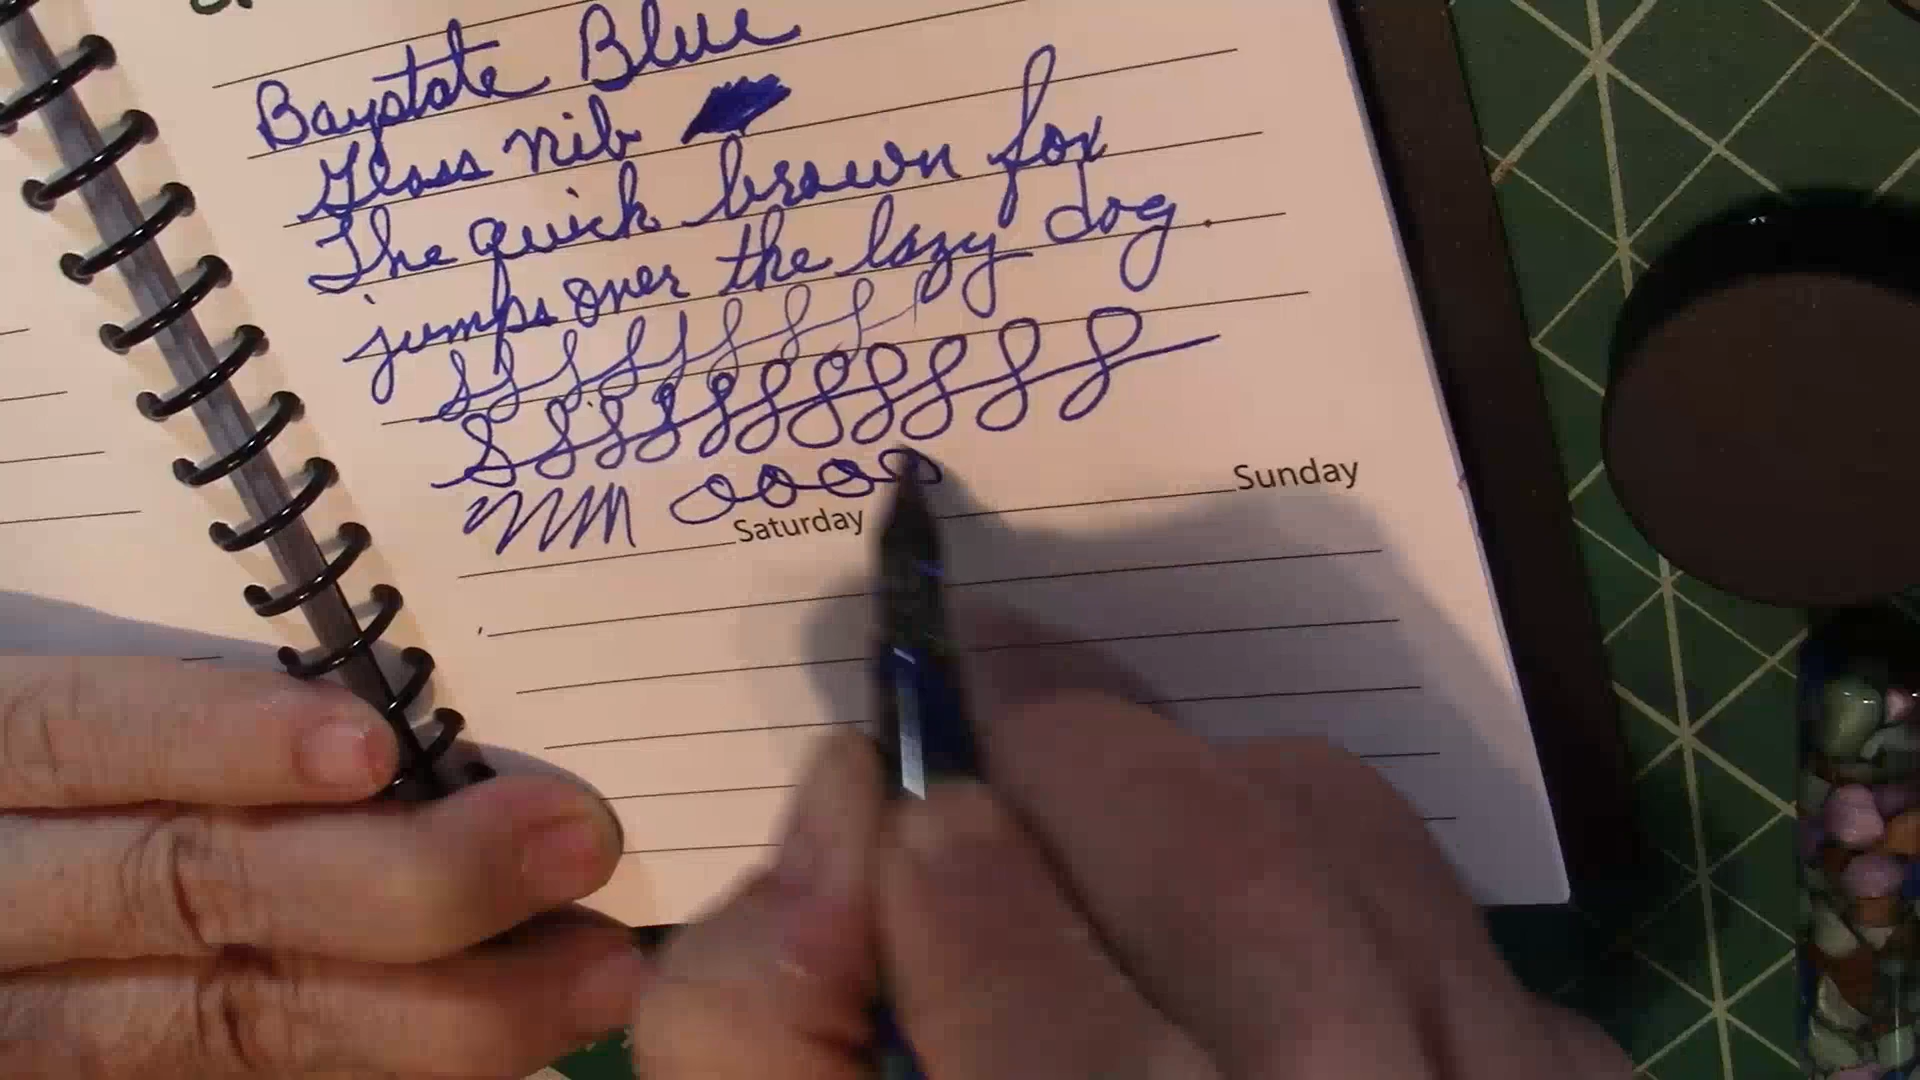 Baystate Blue
Glass nib
The quick brown fox
jumps over the lazy dog.
Sunday
Saturday